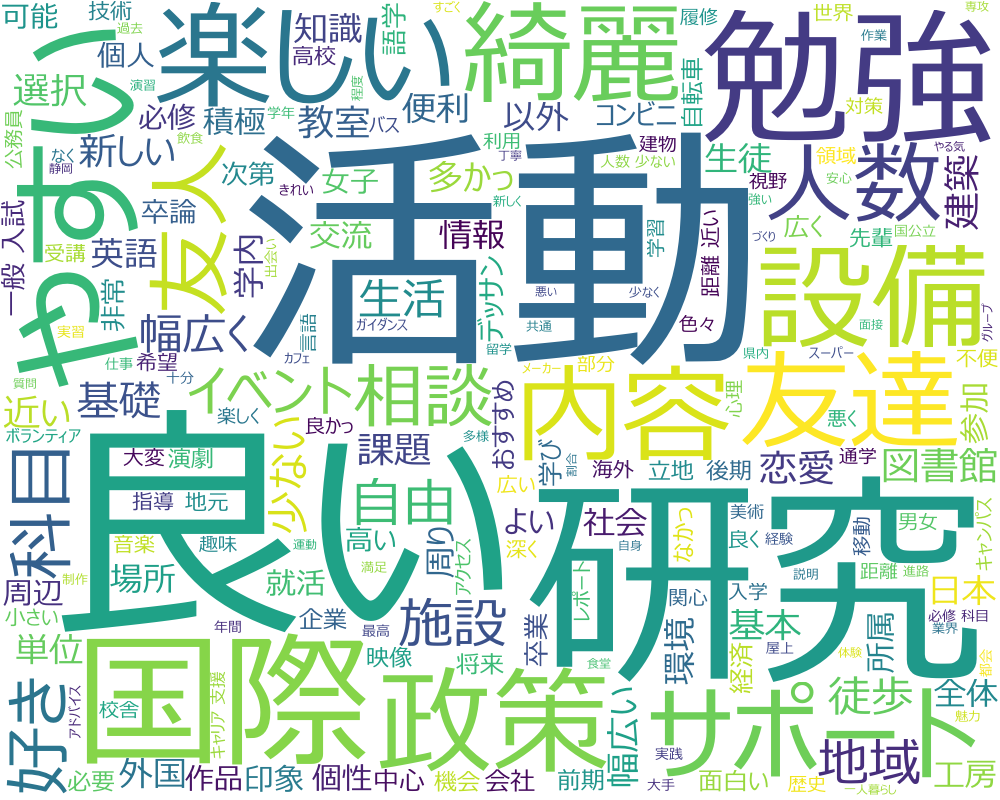 活動
良い
研究
勉強
楽しい
綺麗
やすい
友人
人数
設備
内容
友達
国際
政策
サポート
相談
イベント
科目
好き
施設
地域
自由
基礎
幅広く
生活
図書館
恋愛
課題
少ない
近い
建築
参加
徒歩
工房
幅広い
環境
基本
所属
全体
日本
社会
よい
単位
場所
周辺
就活
企業
高い
周り
外国
作品
印象
個性
中心
機会
会社
前期
面白い
歴史
必要
校舎
映像
将来
卒業
経済
関心
入学
移動
距離
進路
男女
キャンパス
必修 科目
業界
都会
魅力
一人暮らし
体験
大手
実践
食堂
屋上
説明
経験
美術
良く
なかっ
レポート
自身
深く
広い
海外
立地
後期
通学
学び
おすすめ
割合
多様
良かっ
楽しく
大変
演劇
指導
地元
音楽
趣味
運動
満足
アクセス
制作
小さい
年間
最高
キャリア 支援
アドバイス
ボランティア
質問
仕事
希望
十分
カフェ
留学
メーカー
部分
心理
県内
スーパー
悪く
面接
グループ
不便
共通
ガイダンス
言語
悪い
少なく
色々
づくり
国公立
強い
広く
先輩
距離 近い
学習
新しく
デッサン
情報
交流
出会い
学内
非常
実習
受講
英語
卒論
一般 入試
静岡
なく
きれい
女子
次第
多かっ
丁寧
人数 少ない
生徒
視野
領域
安心
やる気
対策
作業
専攻
世界
履修
自転車
建物
利用
コンビニ
以外
便利
すごく
語学
程度
バス
教室
学年
積極
飲食
新しい
必修
公務員
選択
個人
高校
知識
演習
過去
技術
可能